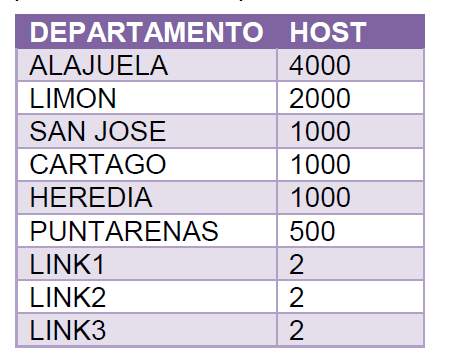 DEPARTAMENTO HOST
ALAJUELA 4000
LIMON 2000
SAN JOSE 1000
CARTAGO 1000
HEREDIA 1000
PUNTARENAS 500
LINK1 2
LINK2 2
LINK3 2